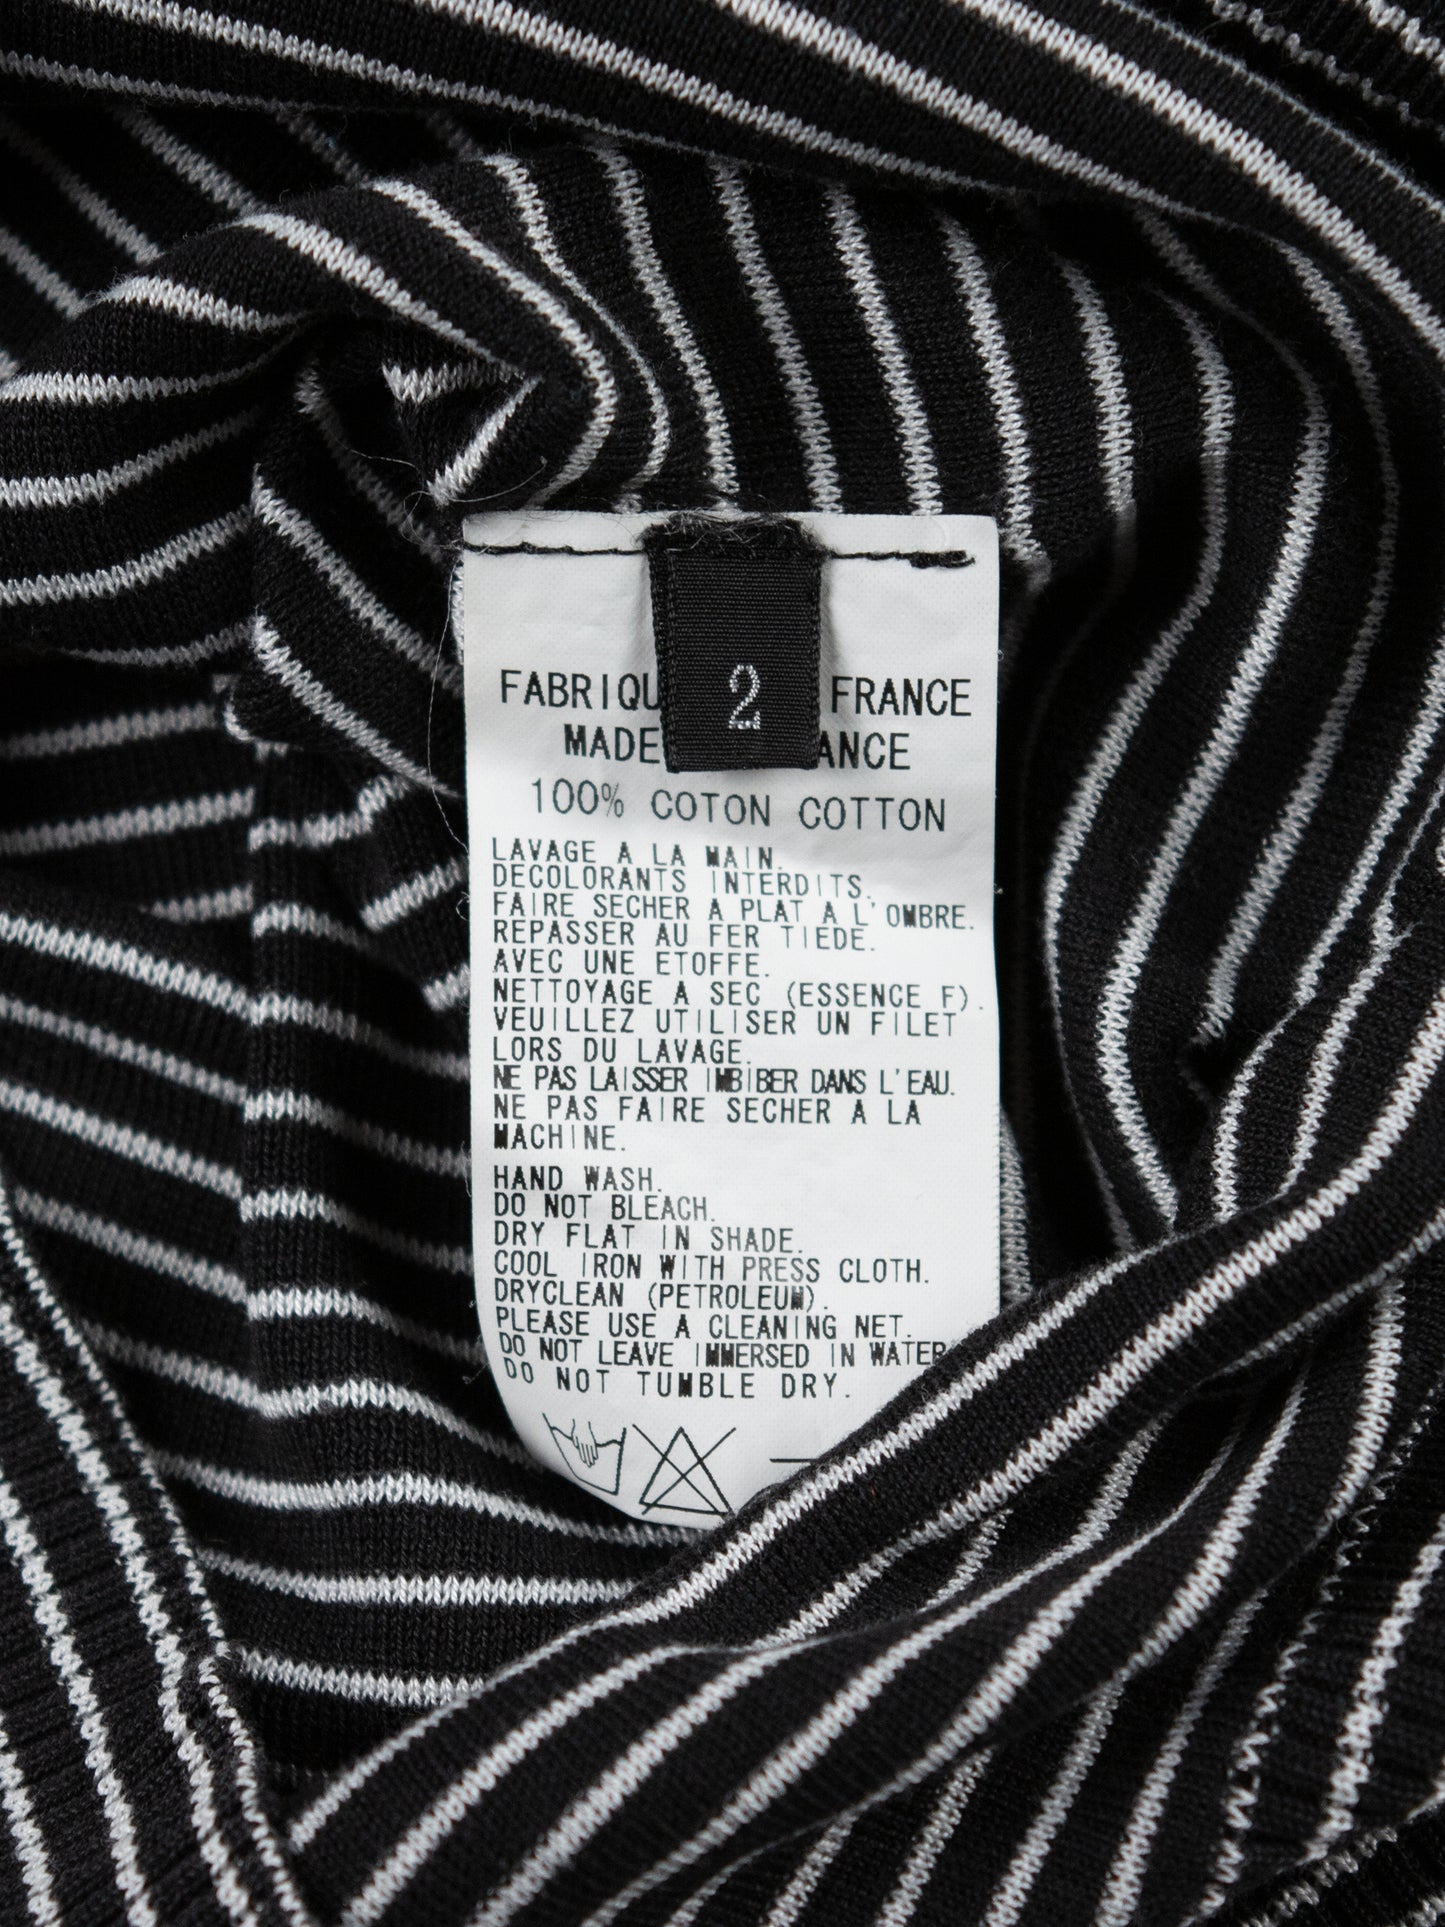 2
FABRIQU FRANCE
MADE ANCE
100% COTON COTTON
LAVAGE A LA MAIN.
DECOLORANTS INTERDITS.
FAIRE SECHER A PLAT A L'OMBRE.
REPASSER AU FER TIEDE.
AVEC UNE ETOFFE.
NETTOYAGE A SEC (ESSENCE F).
VEUILLEZ UTILISER UN FILET
LORS DU LAVAGE.
NE PAS LAISSER IMBIBER DANS L'EAU.
NE PAS FAIRE SECHER A LA
MACHINE.
HAND WASH.
DO NOT BLEACH.
DRY FLAT IN SHADE.
COOL IRON WITH PRESS CLOTH.
DRYCLEAN (PETROLEUM).
PLEASE USE A CLEANING NET.
DO NOT LEAVE IMMERSED IN WATER
DO NOT TUMBLE DRY.